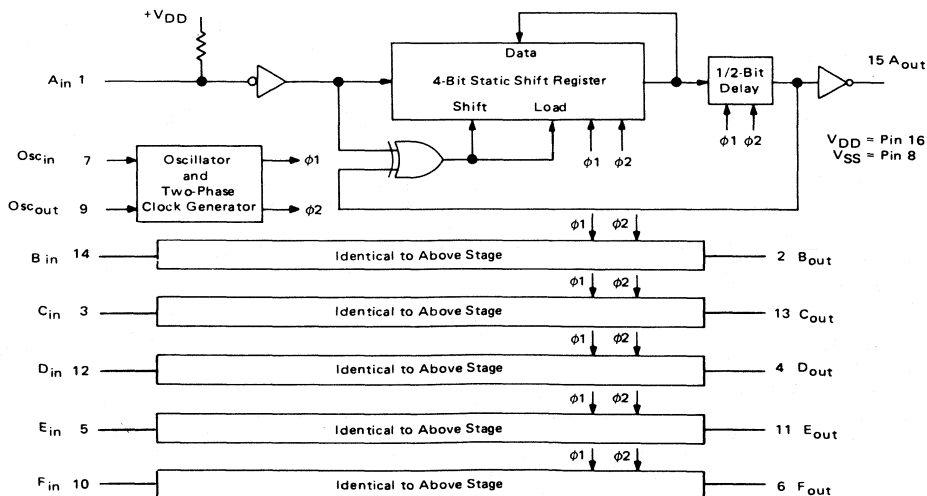 +VDD
Ain 1
Data
4-Bit Static Shift Register
Shift Load
ϕ1 ϕ2
1/2-Bit
Delay
ϕ1 ϕ2
15 Aout
VDD = Pin 16
VSS = Pin 8
Oscin 7
Oscout 9
Oscillator
and
Two-Phase
Clock Generator
ϕ1
ϕ2
ϕ1 ϕ2
Bin 14 Identical to Above Stage 2 Bout
ϕ1 ϕ2
Cin 3 Identical to Above Stage 13 Cout
ϕ1 ϕ2
Din 12 Identical to Above Stage 4 Dout
ϕ1 ϕ2
Ein 5 Identical to Above Stage 11 Eout
ϕ1 ϕ2
Fin 10 Identical to Above Stage 6 Fout